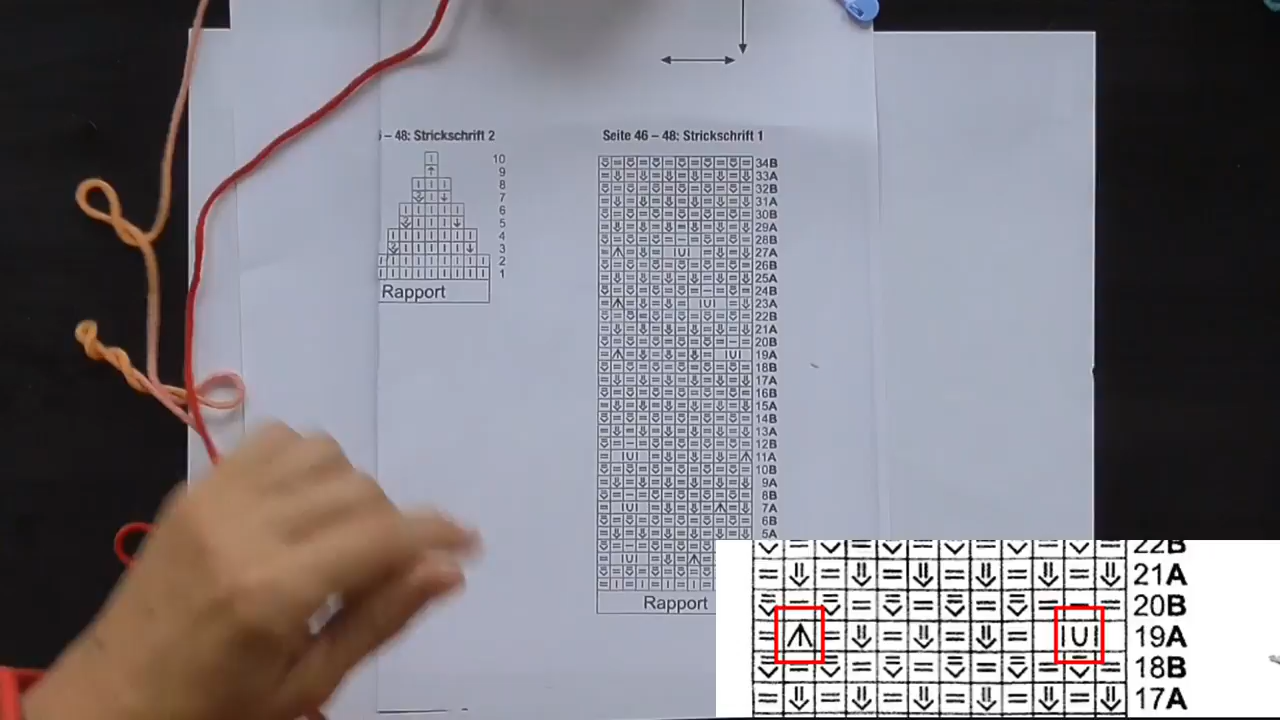 – 48: Strickschrift 2
10
9
8
7
6
5
4
3
2
1
Rapport
Seite 46 – 48: Strickschrift 1
34B
33A
32B
31A
30B
29A
28B
27A
26B
25A
24B
23A
22B
21A
20B
19A
18B
17A
16B
15A
14B
13A
12B
11A
10B
9A
8B
7A
6B
5A
Rapport
22B
21A
20B
19A
18B
17A